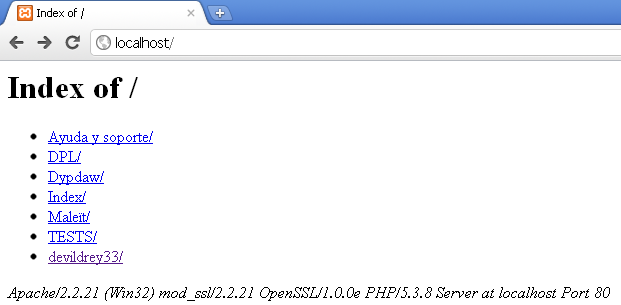 Index of /
localhost/
Index of /
Ayuda y soporte/
DPL/
Dypdaw/
Index/
Maleït/
TESTS/
devildrey33/
Apache/2.2.21 (Win32) mod_ssl/2.2.21 OpenSSL/1.0.0e PHP/5.3.8 Server at localhost Port 80